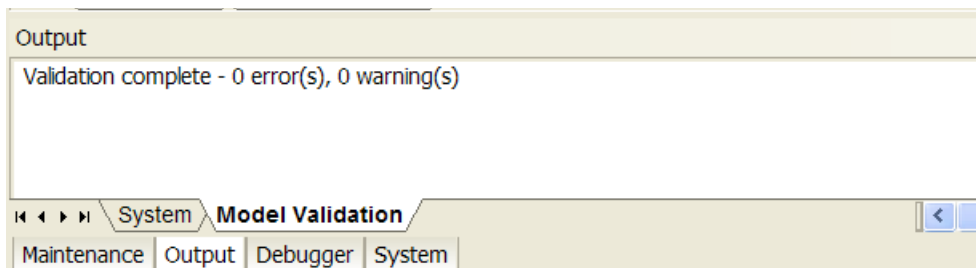 Output
Validation complete - 0 error(s), 0 warning(s)
System Model Validation
Maintenance Output Debugger System